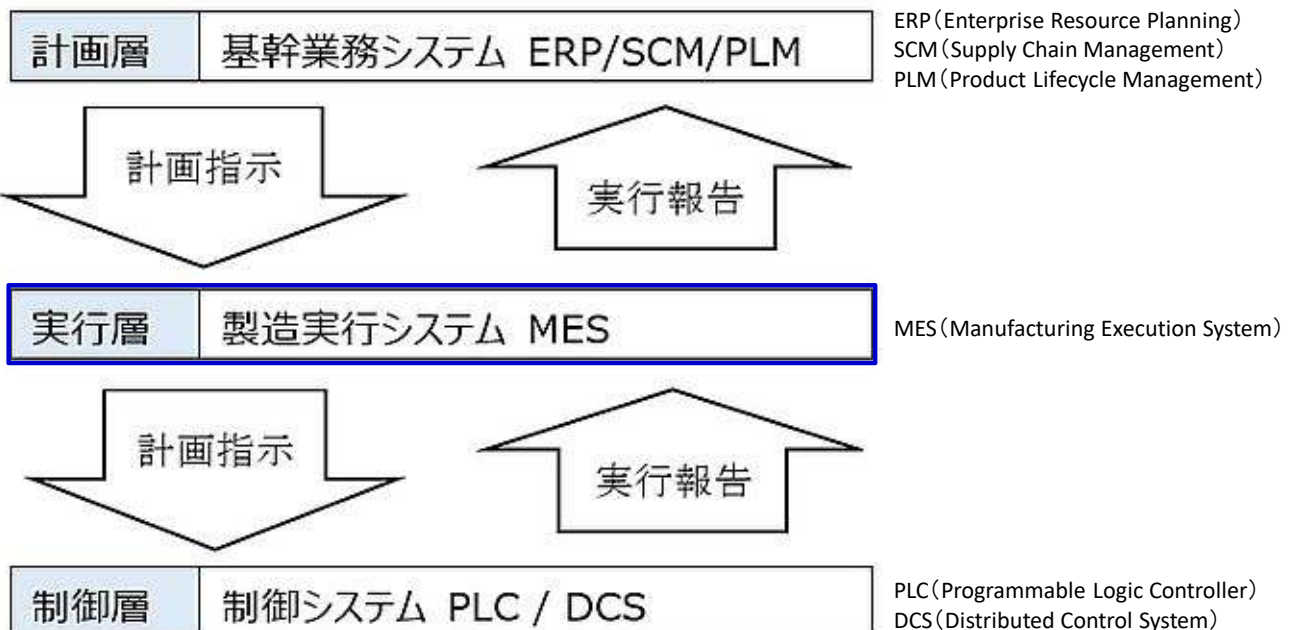 計画層 基幹業務システム ERP/SCM/PLM
ERP（Enterprise Resource Planning）
SCM（Supply Chain Management）
PLM（Product Lifecycle Management）
計画指示
実行報告
実行層 製造実行システム MES
MES（Manufacturing Execution System）
計画指示
実行報告
制御層 制御システム PLC / DCS
PLC（Programmable Logic Controller）
DCS（Distributed Control System）